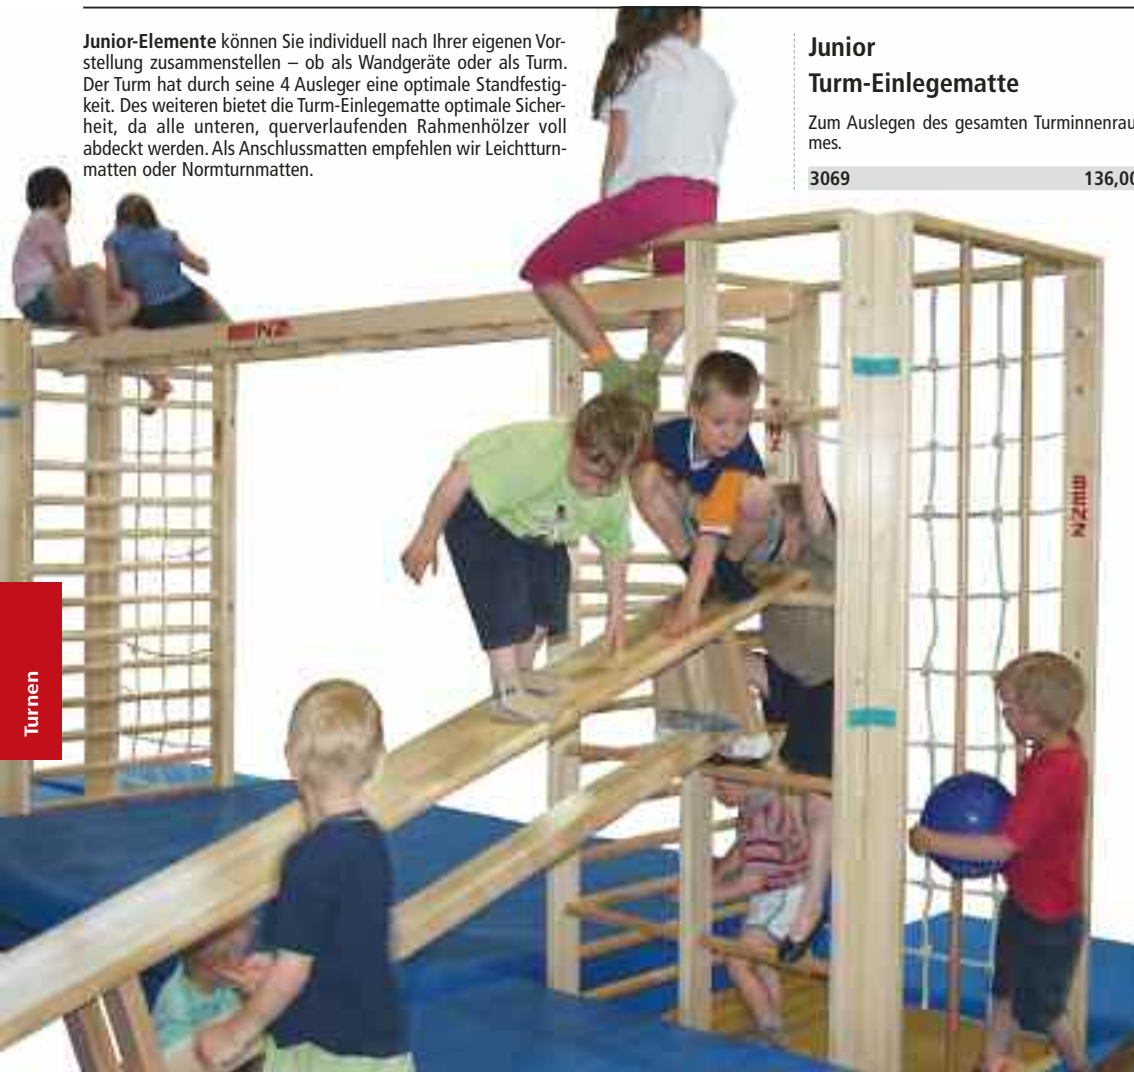 Junior-Elemente können Sie individuell nach Ihrer eigenen Vor-
stellung zusammenstellen – ob als Wandgeräte oder als Turm.
Der Turm hat durch seine 4 Ausleger eine optimale Standfestig-
keit. Des weiteren bietet die Turm-Einlegematte optimale Sicher-
heit, da alle unteren, querverlaufenden Rahmenhölzer voll
abdeckt werden. Als Anschlussmatten empfehlen wir Leichtturn-
matten oder Normturnmatten.
Junior
Turm-Einlegematte
Zum Auslegen des gesamten Turminnenrau
mes.
3069 136,00
NZ
Turnen